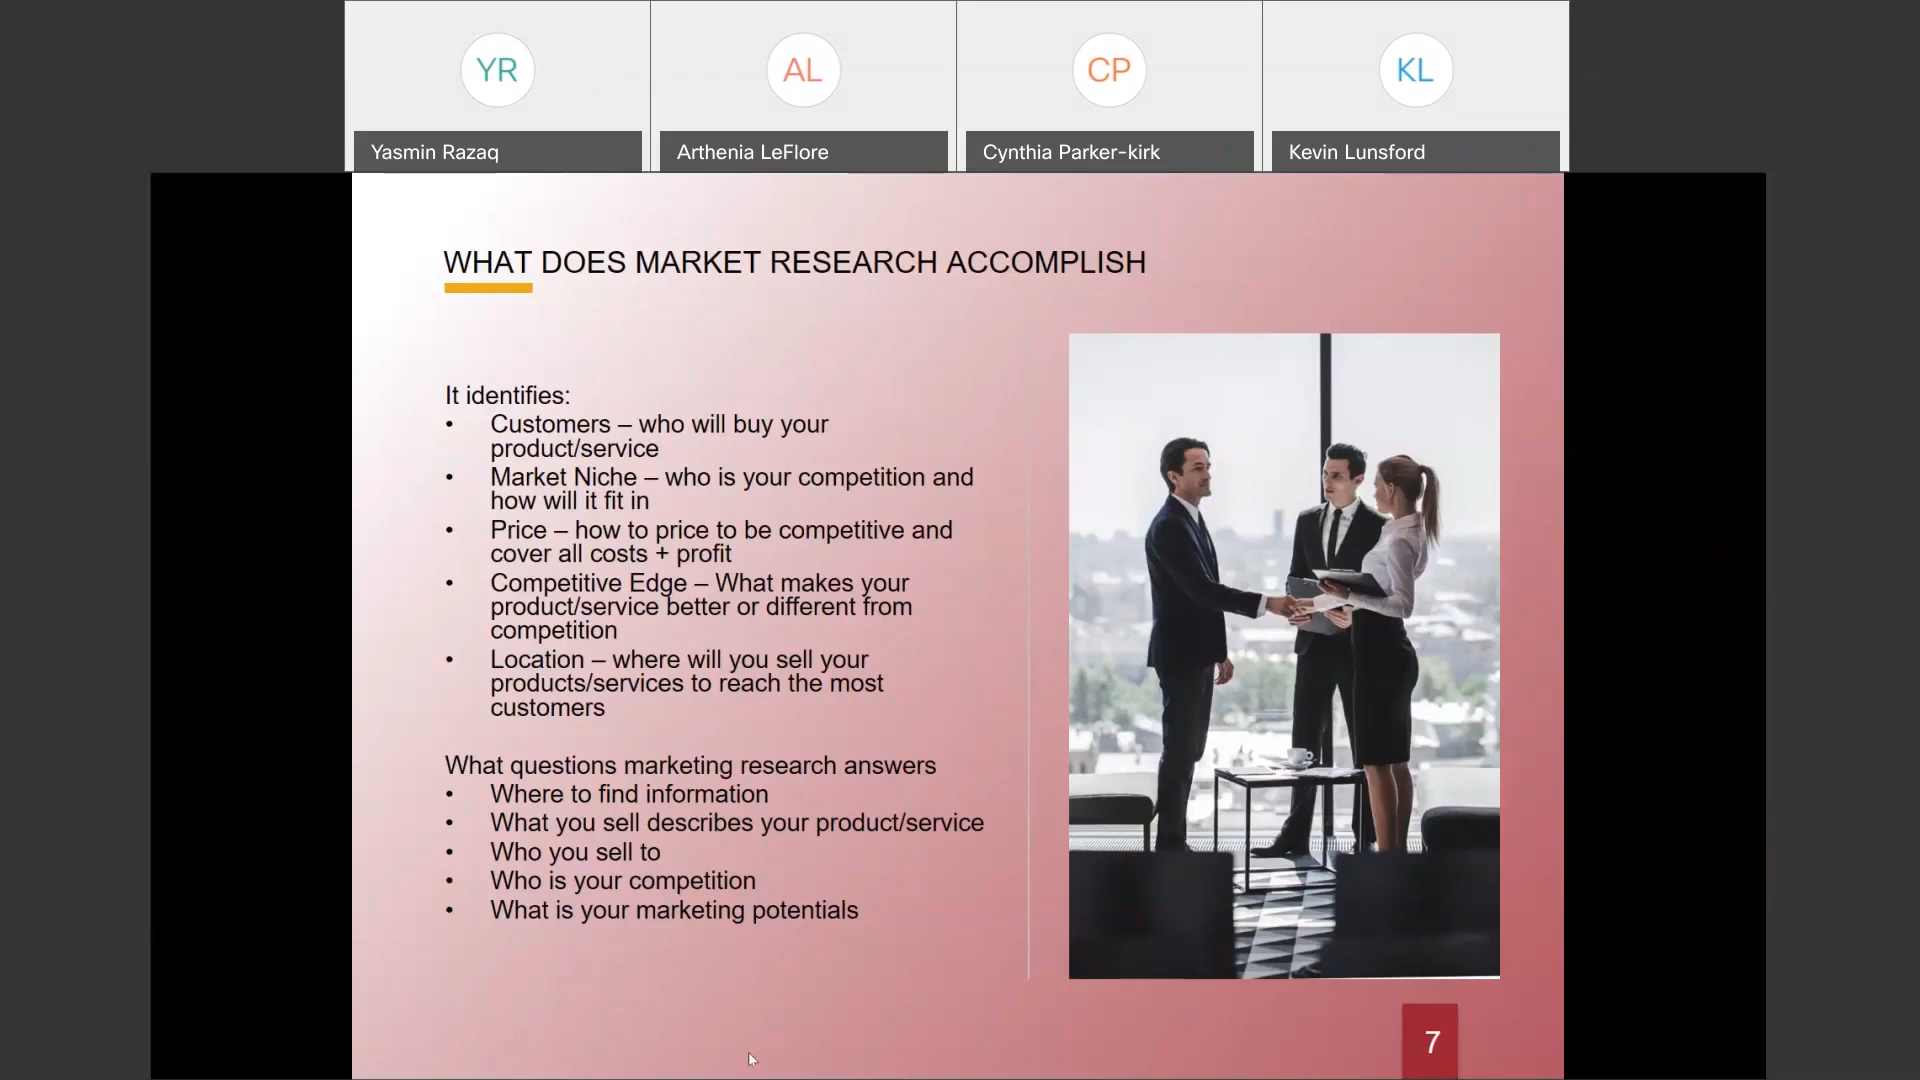 YR
AL
CP
KL
Yasmin Razaq
Arthenia LeFlore
Cynthia Parker-kirk
Kevin Lunsford
WHAT DOES MARKET RESEARCH ACCOMPLISH
It identifies:
• Customers – who will buy your
product/service
• Market Niche – who is your competition and
how will it fit in
• Price – how to price to be competitive and
cover all costs + profit
• Competitive Edge – What makes your
product/service better or different from
competition
• Location – where will you sell your
products/services to reach the most
customers
What questions marketing research answers
• Where to find information
• What you sell describes your product/service
• Who you sell to
• Who is your competition
• What is your marketing potentials
7